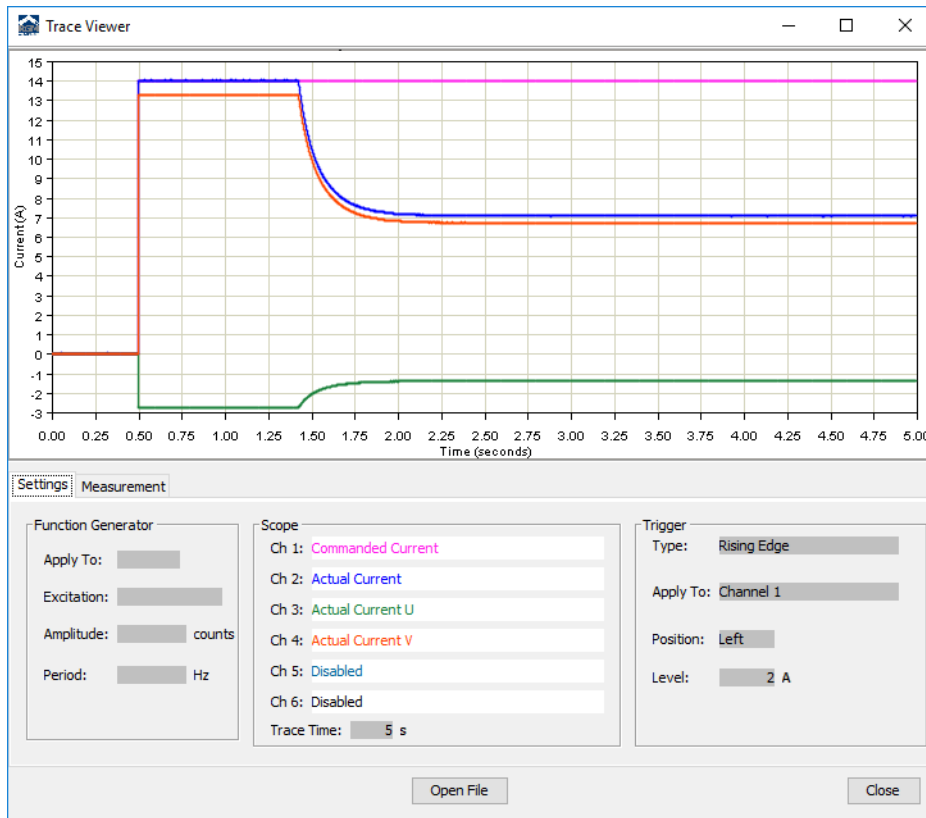 Trace Viewer
15
14
13
12
11
10
9
8
7
6
5
4
3
2
1
0
-1
-2
-3
Current(A)
0.00 0.25 0.50 0.75 1.00 1.25 1.50 1.75 2.00 2.25 2.50 2.75 3.00 3.25 3.50 3.75 4.00 4.25 4.50 4.75 5.00
Time (seconds)
Settings Measurement
Function Generator
Apply To:
Excitation:
Amplitude: counts
Period: Hz
Scope
Ch 1: Commanded Current
Ch 2: Actual Current
Ch 3: Actual Current U
Ch 4: Actual Current V
Ch 5: Disabled
Ch 6: Disabled
Trace Time: 5 s
Trigger
Type: Rising Edge
Apply To: Channel 1
Position: Left
Level: 2 A
Open File Close